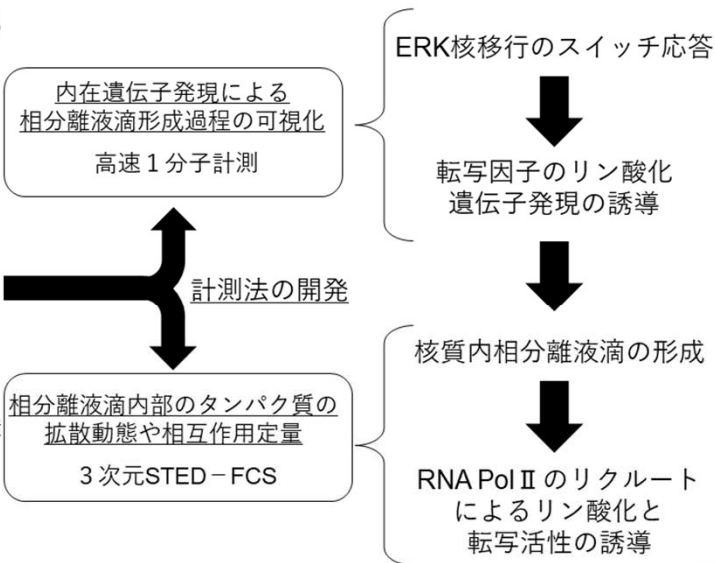 内在遺伝子発現による
相分離液滴形成過程の可視化
高速1分子計測
計測法の開発
相分離液滴内部のタンパク質の
拡散動態や相互作用定量
3次元STED-FCS
ERK核移行のスイッチ応答
転写因子のリン酸化
遺伝子発現の誘導
核質内相分離液滴の形成
RNA Pol Ⅱ のリクルート
によるリン酸化と
転写活性の誘導